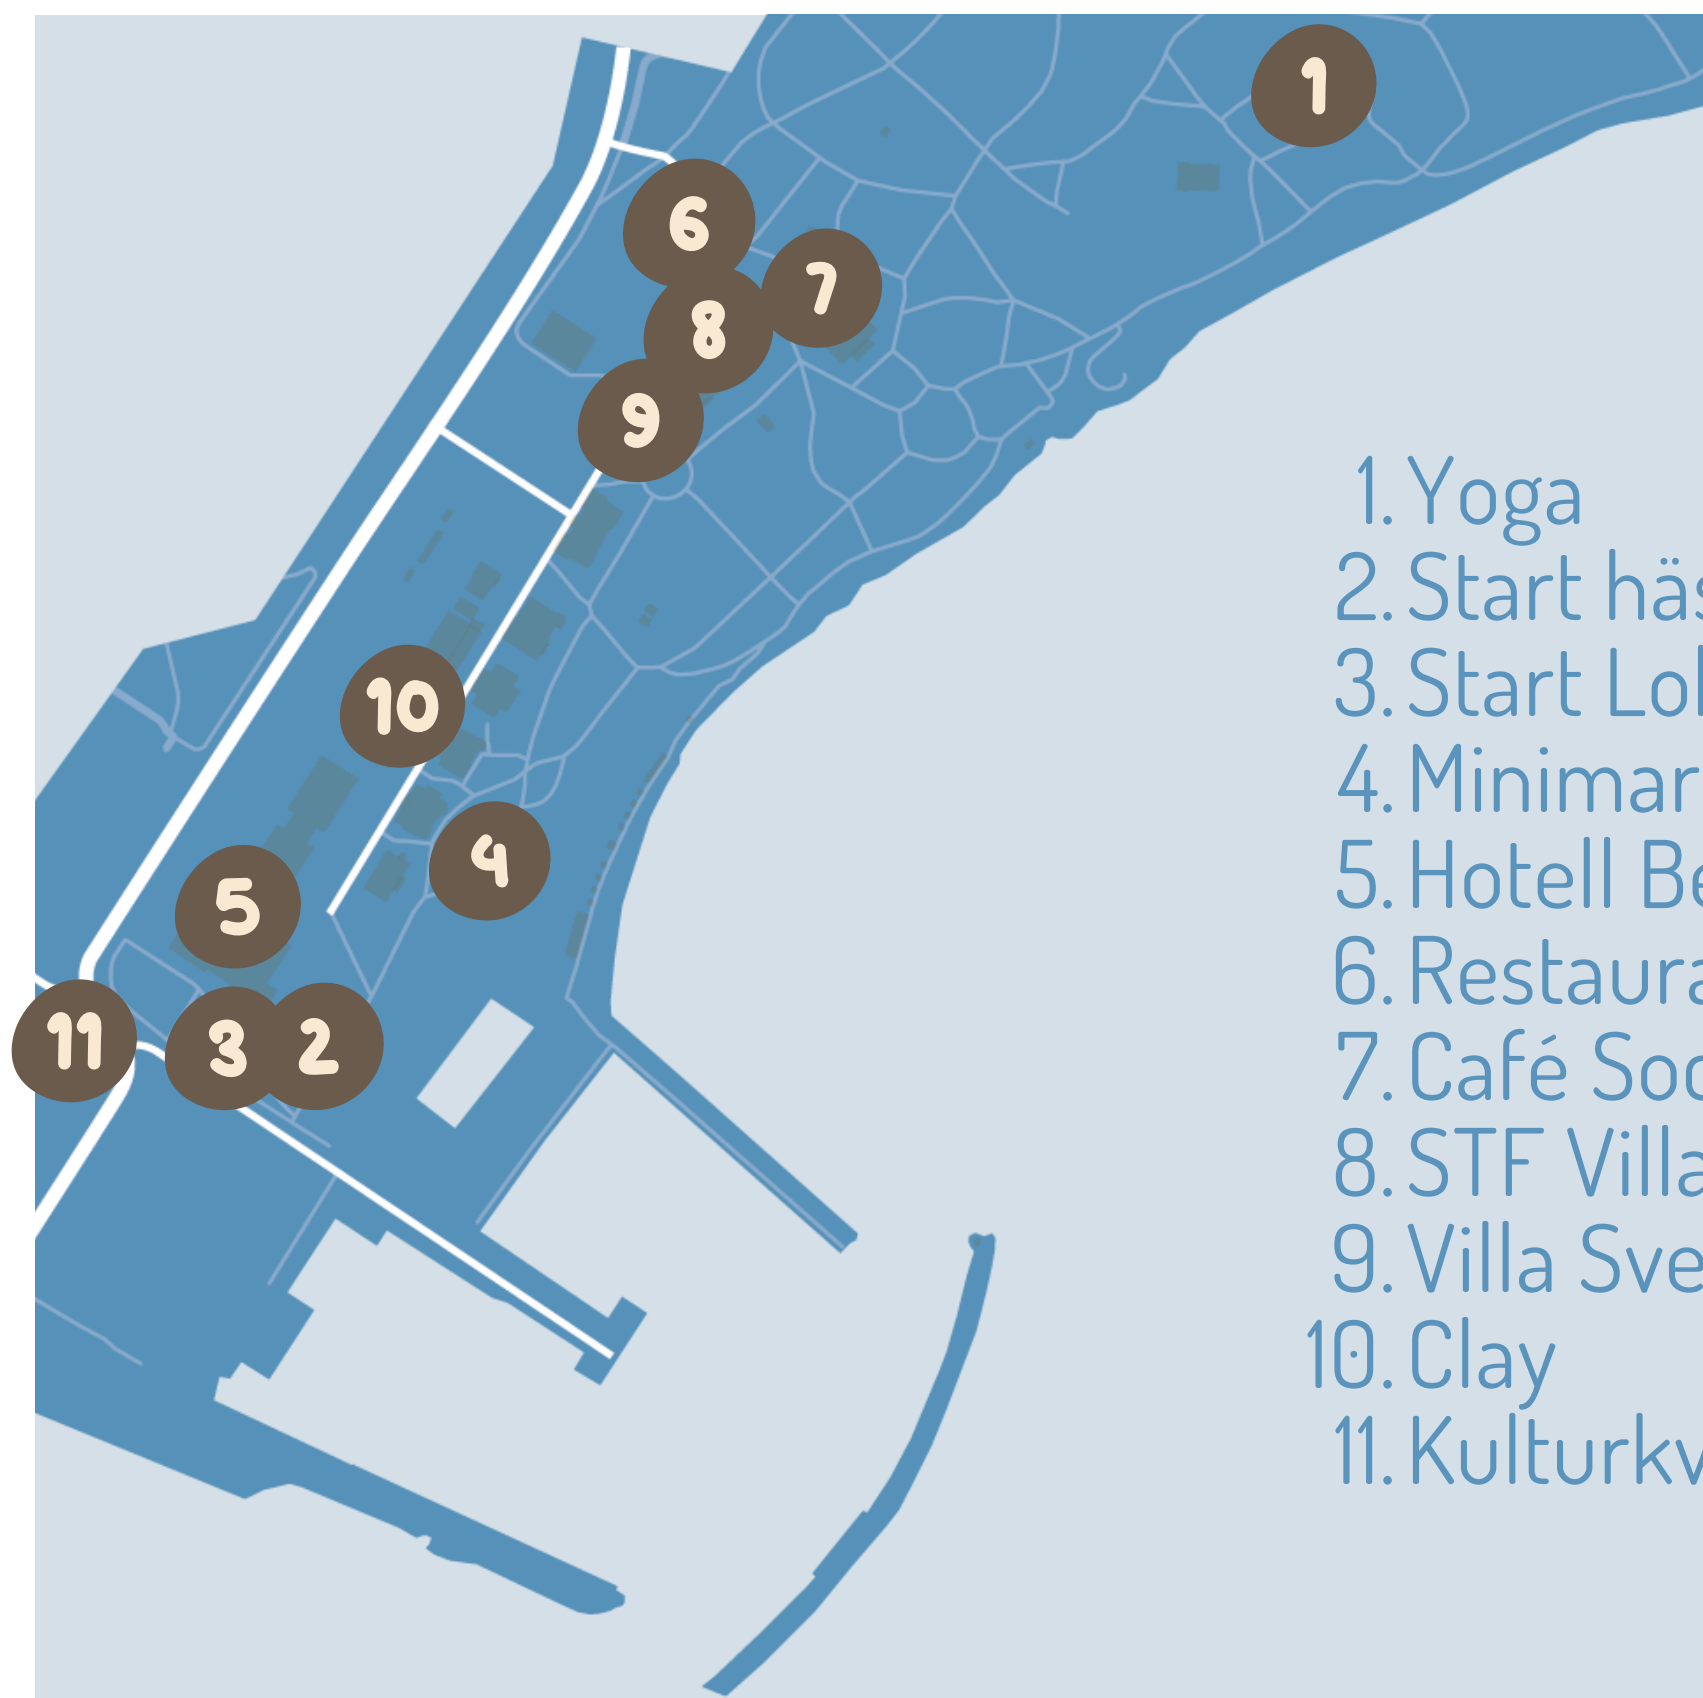 1
6
7
8
9
10
4
5
11
3
2
1. Yoga
2. Start häs
3. Start Lo
4. Minimar
5. Hotell Be
6. Restaura
7. Café Soc
8. STF Villa
9. Villa Sve
10. Clay
11. Kulturkv